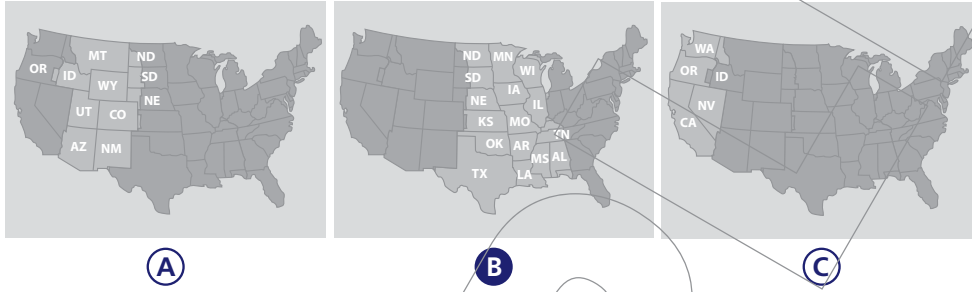 MT ND
OR ID SD
WY NE
UT CO
AZ NM
ND MN
SD WI
NE IA IL
KS MO
OK AR
TX LA MS AL
WA
OR ID
NV
CA
A B C